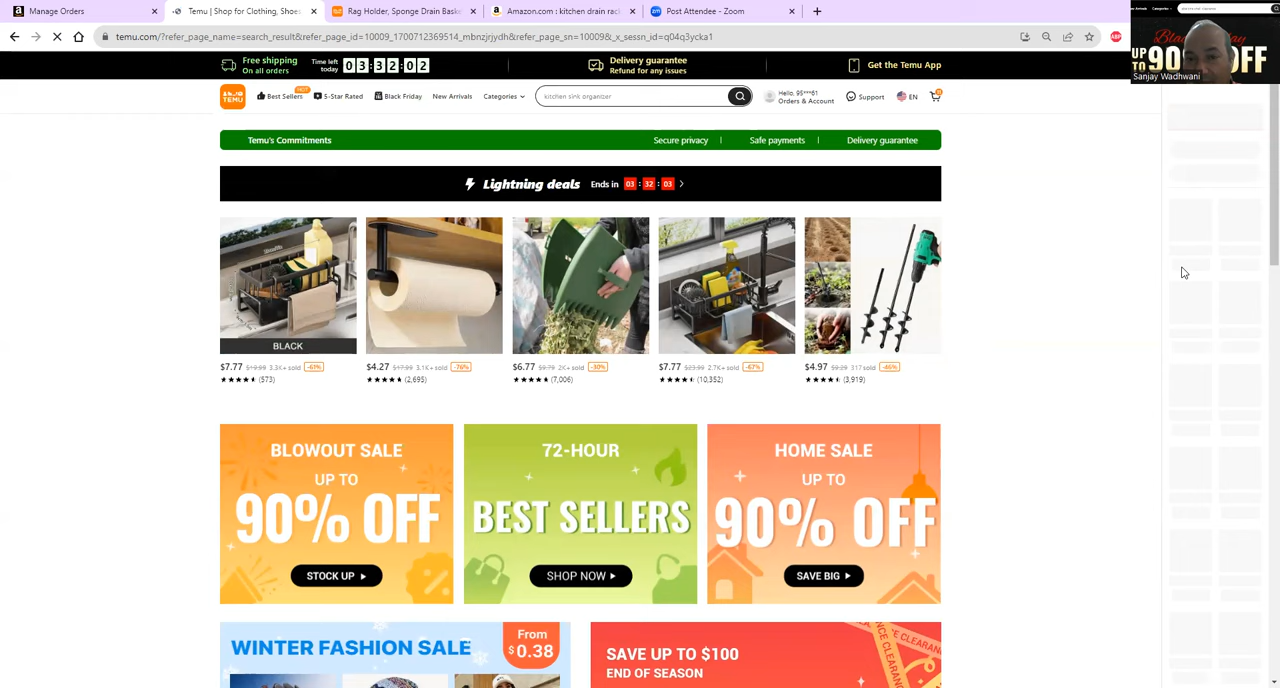 Manage Orders
Temu | Shop for Clothing, Shoes
Rag Holder, Sponge Drain Baske
Amazon.com : kitchen drain rac
Post Attendee - Zoom
temu.com/?refer_page_name=search_result&refer_page_id=10009_1700712369514_mbnzjrjydh&refer_page_sn=10009&_x_sessn_id=q04q3ycka1
ABP
UP TO 90% OFF
Sanjay Wadhwani
Free shipping
On all orders
Time left today
03:32:02
Delivery guarantee
Refund for any issues
Get the Temu App
TEMU
Best Sellers
HOT
5-Star Rated
Black Friday
New Arrivals
Categories
kitchen sink organizer
Hello, 95***61
Orders & Account
Support
EN
Temu's Commitments
Secure privacy
Safe payments
Delivery guarantee
Lightning deals
Ends in 03 : 32 : 03
BLACK
$7.77 $19.99 3.3K+ sold -61%
(573)
$4.27 $17.99 3.1K+ sold -76%
(2,695)
$6.77 $9.79 2K+ sold -30%
(7,006)
$7.77 $23.99 2.7K+ sold -67%
(10,352)
$4.97 $9.29 317 sold -46%
(3,919)
BLOWOUT SALE
UP TO
90% OFF
STOCK UP
72-HOUR
BEST SELLERS
SHOP NOW
HOME SALE
UP TO
90% OFF
SAVE BIG
WINTER FASHION SALE
From
$0.38
SAVE UP TO $100
END OF SEASON